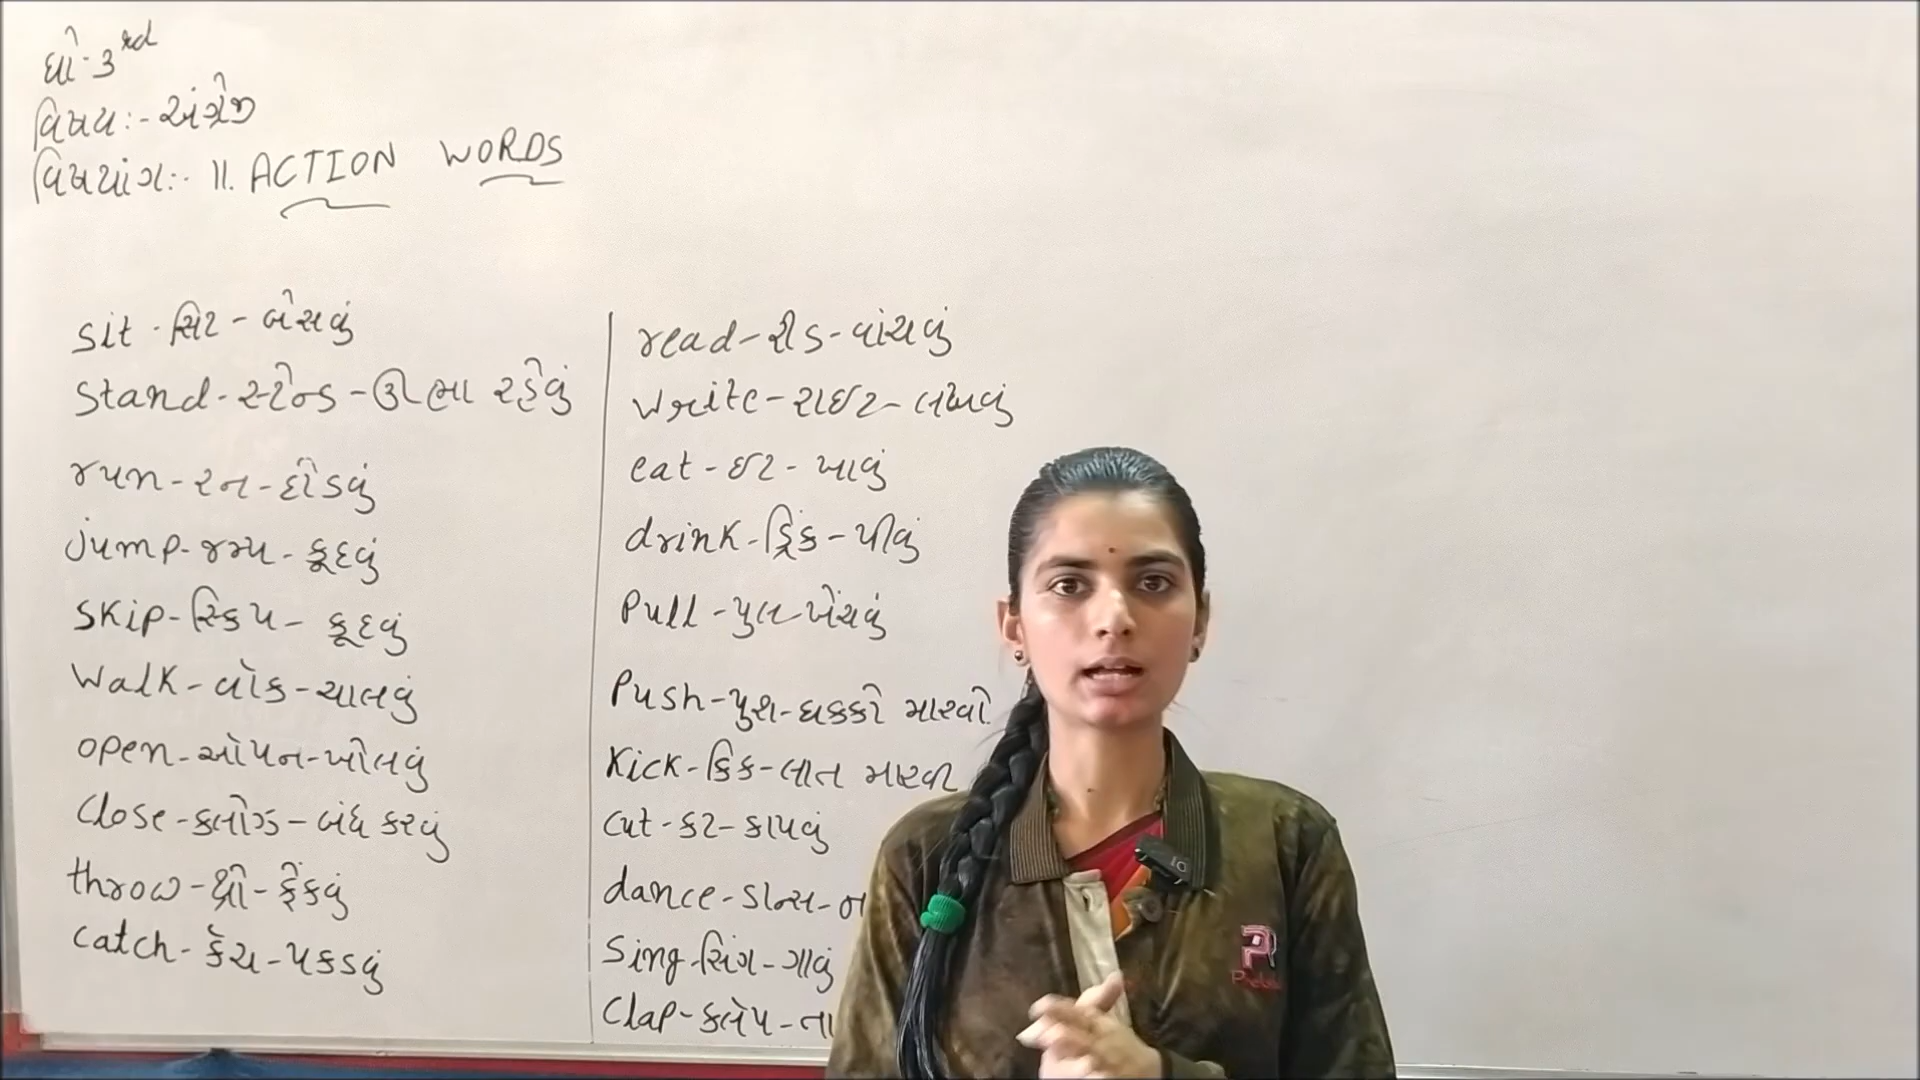 ધો-3rd
વિષય:- અંગ્રેજી
વિષયાંગ:- 11. ACTION WORDS
sit - સિટ - બેસવું
stand - સ્ટેન્ડ - ઊભા રહેવું
run - રન - દોડવું
jump - જમ્પ - કૂદવું
skip - સ્કિપ - કૂદવું
walk - વૉક - ચાલવું
open - ઓપન - ખોલવું
close - ક્લોઝ - બંધ કરવું
throw - થ્રો - ફેંકવું
catch - કૅચ - પકડવું
read - રીડ - વાંચવું
write - રાઈટ - લખવું
eat - ઈટ - ખાવું
drink - ડ્રિંક - પીવું
pull - પુલ - ખેંચવું
push - પુશ - ધક્કો મારવો
kick - કિક - લાત મારવી
cut - કટ - કાપવું
dance - ડાન્સ - ના
sing - સિંગ - ગાવું
clap - ક્લેપ - તા